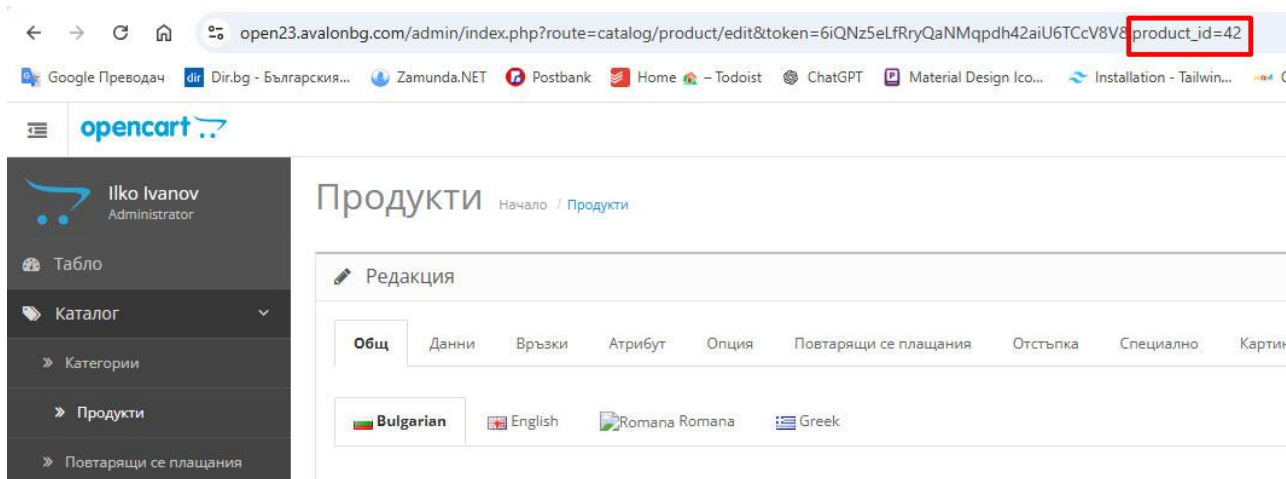 open23.avalonbg.com/admin/index.php?route=catalog/product/edit&token=6iQNz5eLfRryQaNMqpdh42aiU6TCcV8V&product_id=42
Google Преводач dir Dir.bg - Българския... Zamunda.NET Postbank Home – Todoist ChatGPT Material Design Ico... Installation - Tailwin...
opencart
Ilko Ivanov
Administrator
Продукти Начало / Продукти
Табло
Редакция
Каталог
Общ Данни Връзки Атрибут Опция Повтарящи се плащания Отстъпка Специално Картин
» Категории
» Продукти
Bulgarian English Romana Romana Greek
» Повтарящи се плащания